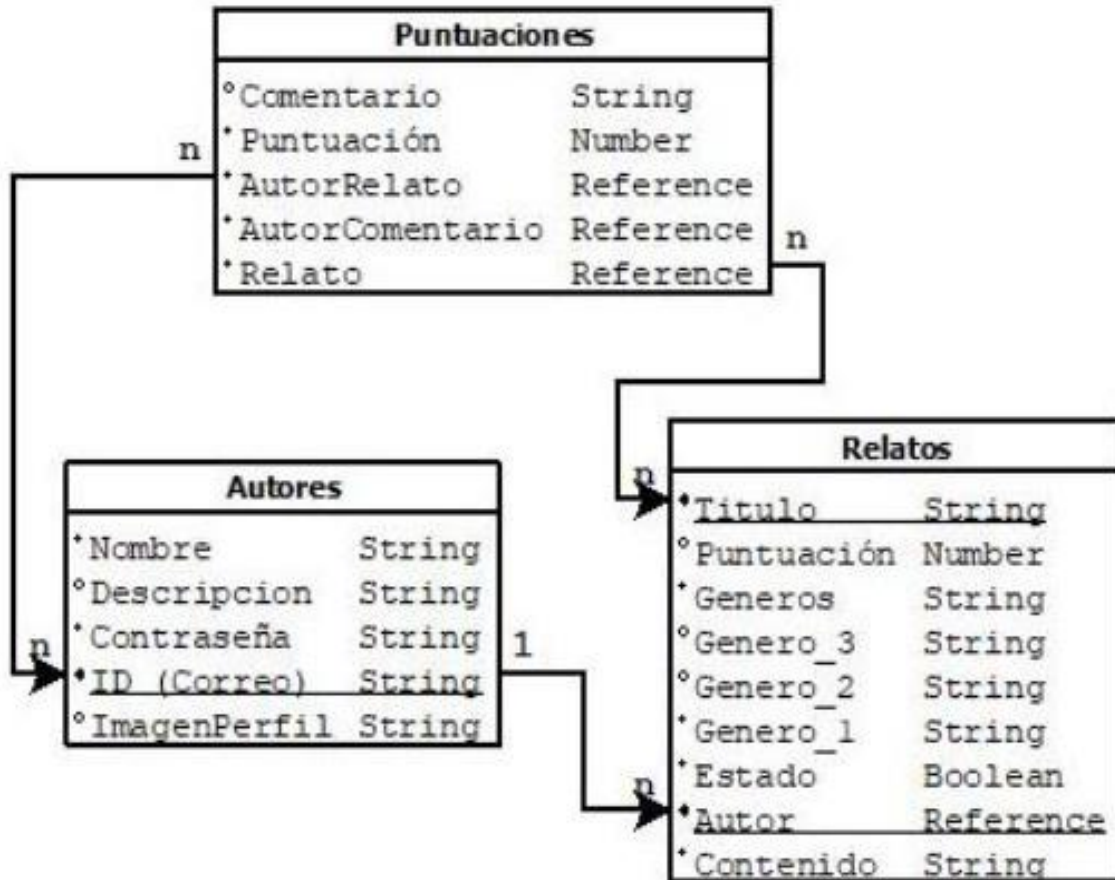 Puntuaciones
Comentario String
Puntuación Number
AutorRelato Reference
AutorComentario Reference
Relato Reference
n
n
Autores
Nombre String
Descripcion String
Contraseña String
ID (Correo) String
ImagenPerfil String
n
1
Relatos
Titulo String
Puntuación Number
Generos String
Genero_3 String
Genero_2 String
Genero_1 String
Estado Boolean
Autor Reference
Contenido String
n
n